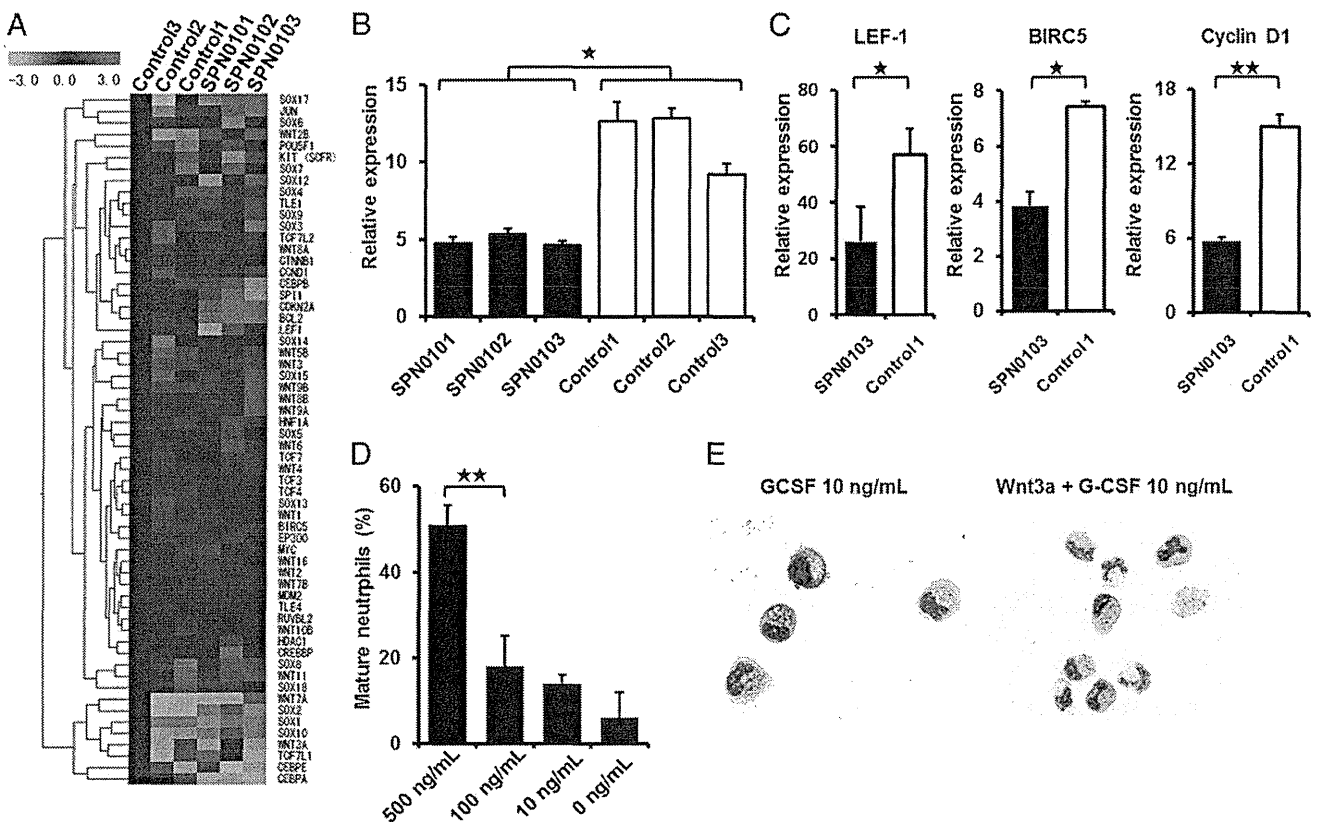 A
Control3
Control2
Control1
SPN0101
SPN0102
SPN0103
-3.0 0.0 3.0
SOX17
JUN
SOX6
WNT2B
POU5F1
KIT (SCFR)
SOX7
SOX12
SOX4
TLE1
SOX9
SOX3
TCF7L2
WNT8A
CTNNB1
CCND1
CEBPB
SPI1
CDKN2A
BCL2
LEF1
SOX14
WNT5B
WNT3
SOX15
WNT9B
WNT8B
WNT9A
HNF1A
SOX5
WNT6
TCF7
WNT4
TCF3
TCF4
SOX13
WNT1
BIRC5
EP300
MYC
WNT16
WNT2
WNT7B
MDM2
TLE4
RUVBL2
WNT10B
HDAC1
CREBBP
SOX8
WNT11
SOX18
WNT7A
SOX2
SOX1
SOX10
WNT3A
TCF7L1
CEBPE
CEBPA
B
Relative expression
15
10
5
0
SPN0101
SPN0102
SPN0103
Control1
Control2
Control3
C
LEF-1
Relative expression
80
60
40
20
0
SPN0103
Control1
BIRC5
Relative expression
8
6
4
2
0
SPN0103
Control1
Cyclin D1
Relative expression
18
12
6
0
SPN0103
Control1
D
Mature neutrphils (%)
60
40
20
0
500 ng/mL
100 ng/mL
10 ng/mL
0 ng/mL
E
GCSF 10 ng/mL
Wnt3a + G-CSF 10 ng/mL